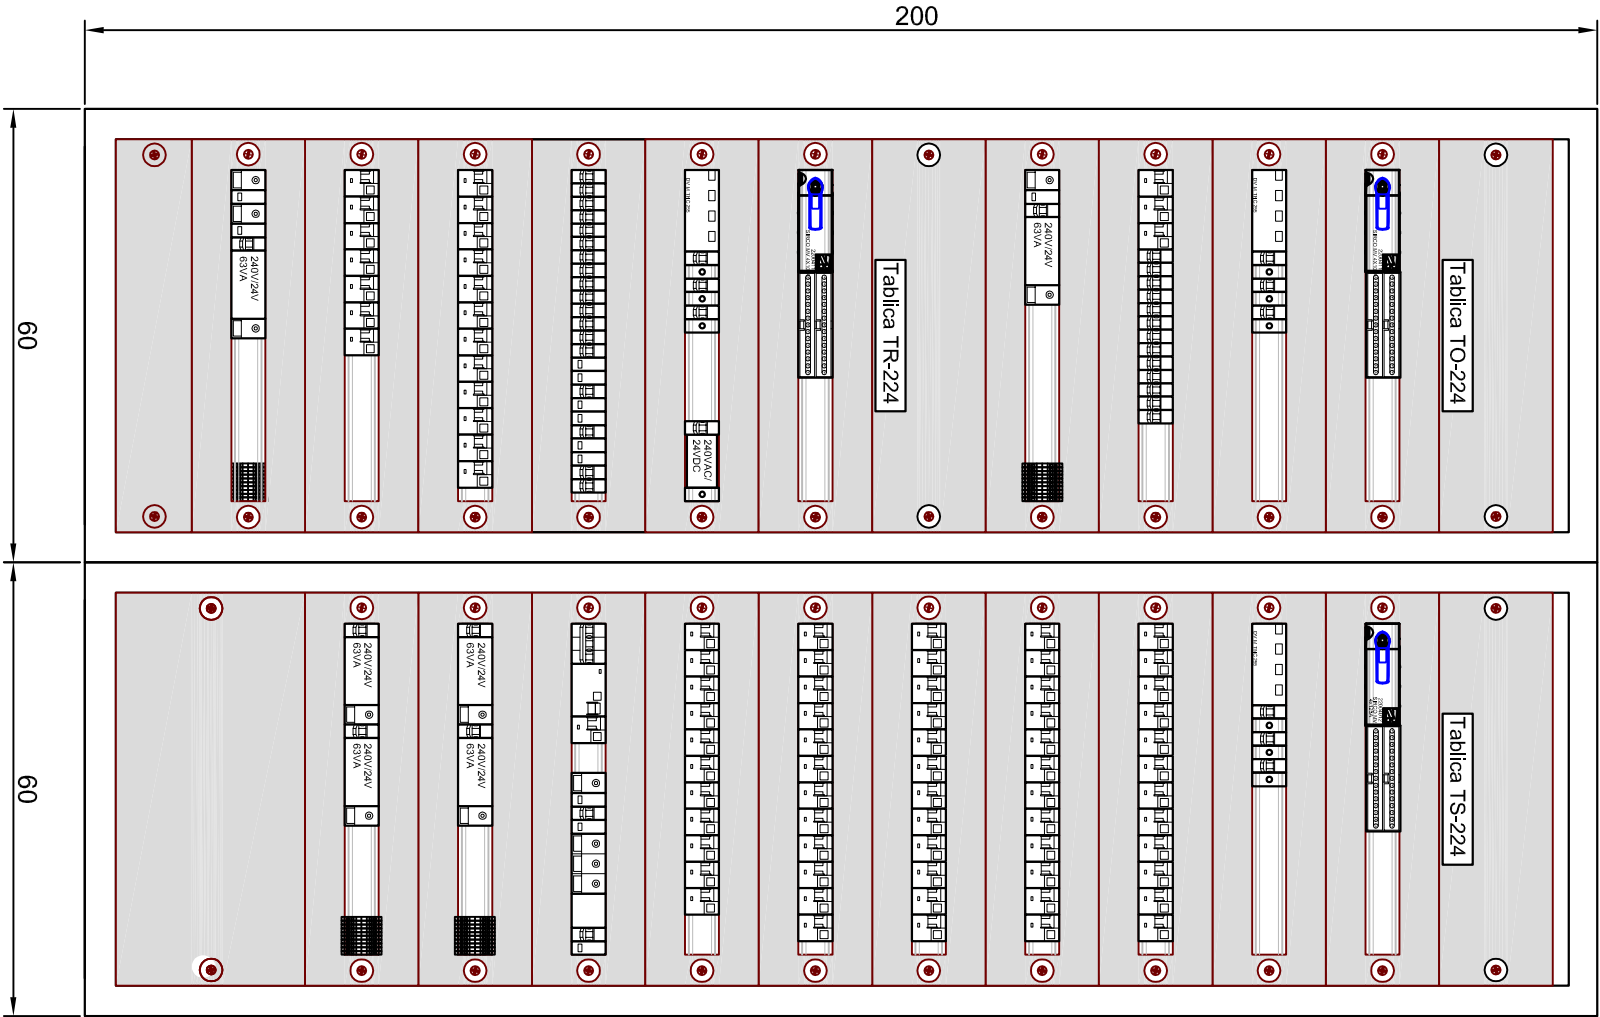 200
60
60
240V/24V
63VA
240VAC/
24VDC
Tablica TR-224
240V/24V
63VA
Tablica TO-224
240V/24V
63VA
240V/24V
63VA
240V/24V
63VA
240V/24V
63VA
Tablica TS-224